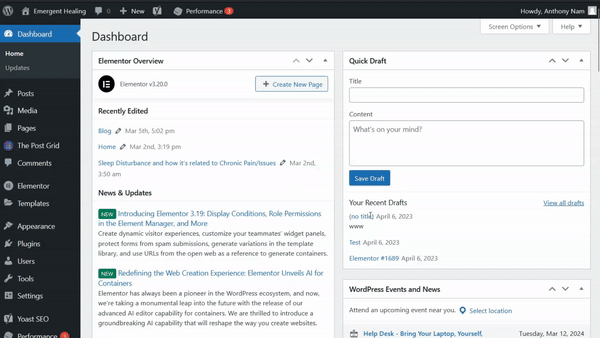 Emergent Healing
0
New
Performance
3
Howdy, Anthony Nam
Dashboard
Home
Updates
Posts
Media
Pages
The Post Grid
Comments
Elementor
Templates
Appearance
Plugins
Users
Tools
Settings
Yoast SEO
Performance
Screen Options
Help
Dashboard
Elementor Overview
Elementor v3.20.0
Create New Page
Recently Edited
Blog Mar 5th, 5:02 pm
Home Mar 2nd, 3:19 pm
Sleep Disturbance and how it's related to Chronic Pain/Issues Mar 2nd,
3:50 am
News & Updates
NEW Introducing Elementor 3.19: Display Conditions, Role Permissions
in the Element Manager, and More
Create dynamic visitor experiences, customize your teammates' widget panels,
protect forms from spam submissions, generate variations in the template
library, and use URLs from the open web as a reference to generate containers.
NEW Redefining the Web Creation Experience: Elementor Unveils AI for
Containers
Elementor has always been a pioneer in the WordPress ecosystem, and now,
we're taking a monumental leap into the future with the release of our
advanced AI editor capability for containers. We are thrilled to introduce a
groundbreaking AI capability that will reshape the way you create websites.
Quick Draft
Title
Content
What's on your mind?
Save Draft
Your Recent Drafts
View all drafts
(no title) April 6, 2023
www
Test April 6, 2023
Elementor #1689 April 6, 2023
WordPress Events and News
Attend an upcoming event near you.
Select location
Help Desk - Bring Your Laptop, Yourself,
Tuesday, Mar 12, 2024